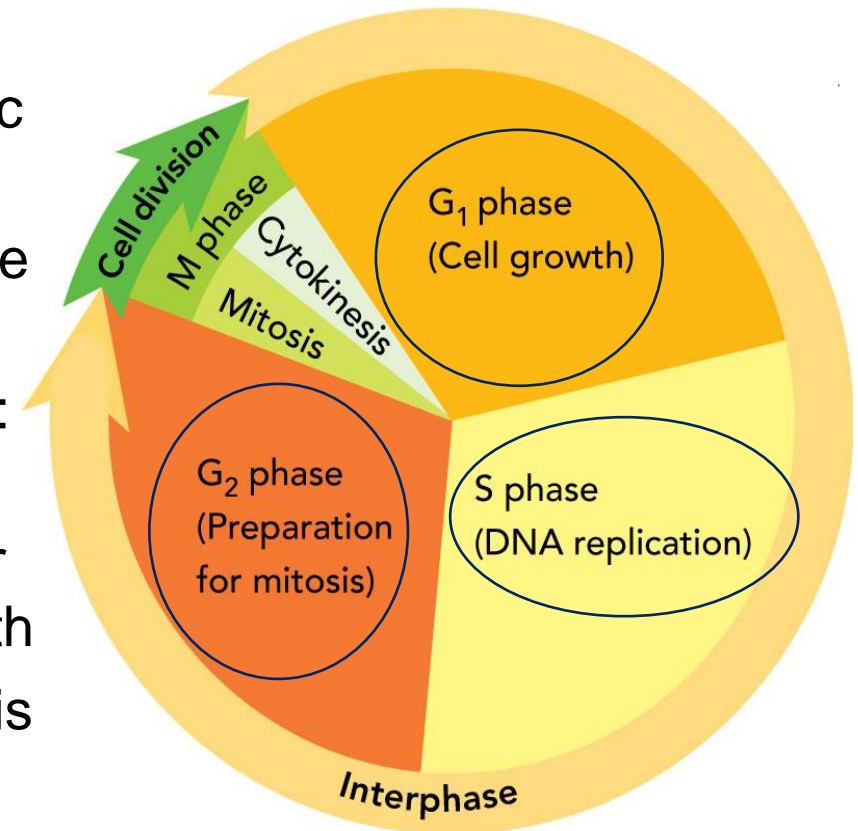 Cell division
M phase
Cytokinesis
Mitosis
G₁ phase
(Cell growth)
S phase
(DNA replication)
G₂ phase
(Preparation
for mitosis)
Interphase